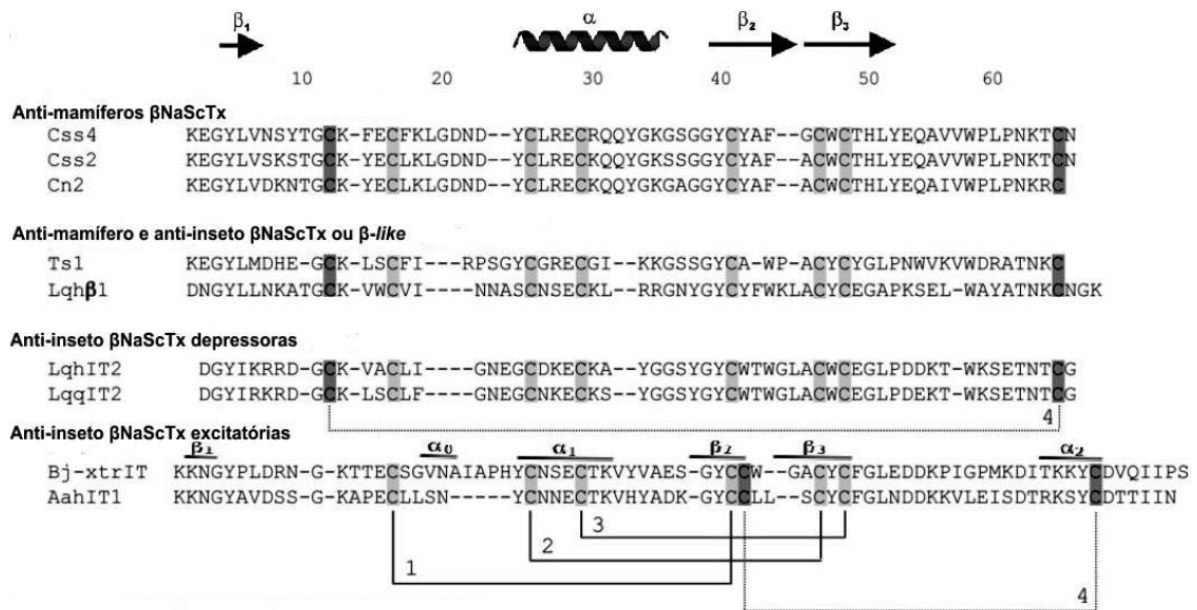 β1 α β2 β3
10 20 30 40 50 60
Anti-mamíferos βNaScTx
Css4 KEGYLVNSYTGCK-FECFKLGDND--YCLRECRQQYGKGSGGYCYAF--GCWCTHLYEQAVVWPLPNKTCN
Css2 KEGYLVSKSTGCK-YECLKLGDND--YCLRECKQQYGKSSGGYCYAF--ACWCTHLYEQAVVWPLPNKTCN
Cn2 KEGYLVDKNTGCK-YECLKLGDND--YCLRECKQQYGKGAGGYCYAF--ACWCTHLYEQAIVWPLPNKRC
Anti-mamífero e anti-inseto βNaScTx ou β-like
Ts1 KEGYLMDHE-GCK-LSCFI---RPSGYCGRECGI--KKGSSGYCA-WP-ACYCYGLPNWVKVWDRATNKC
Lqhβ1 DNGYLLNKATGCK-VWCVI---NNASCNSECKL--RRGNYGYCYFWKLACYCEGAPKSEL-WAYATNKCNGK
Anti-inseto βNaScTx depressoras
LqhIT2 DGYIKRRD-GCK-VACLI----GNEGCDKECKA--YGGSYGYCWTWGLACWCEGLPDDKT-WKSETNTCG
LqqIT2 DGYIRKRD-GCK-LSCLF----GNEGCNKECKS--YGGSYGYCWTWGLACWCEGLPDEKT-WKSETNTCG
4
Anti-inseto βNaScTx excitatórias
β1 α0 α1 β2 β3 α2
Bj-xtrIT KKNGYPLDRN-G-KTTECSGVNAIAPHYCNSECTKVYVAES-GYCCW--GACYCFGLEDDKPIGPMKDITKKYCDVQIIPS
AahIT1 KKNGYAVDSS-G-KAPECLLSN-----YCNNECTKVHYADK-GYCCLL--SCYCFGLNDDKKVLEISDTRKSYCDTTIIN
3
2
1
4